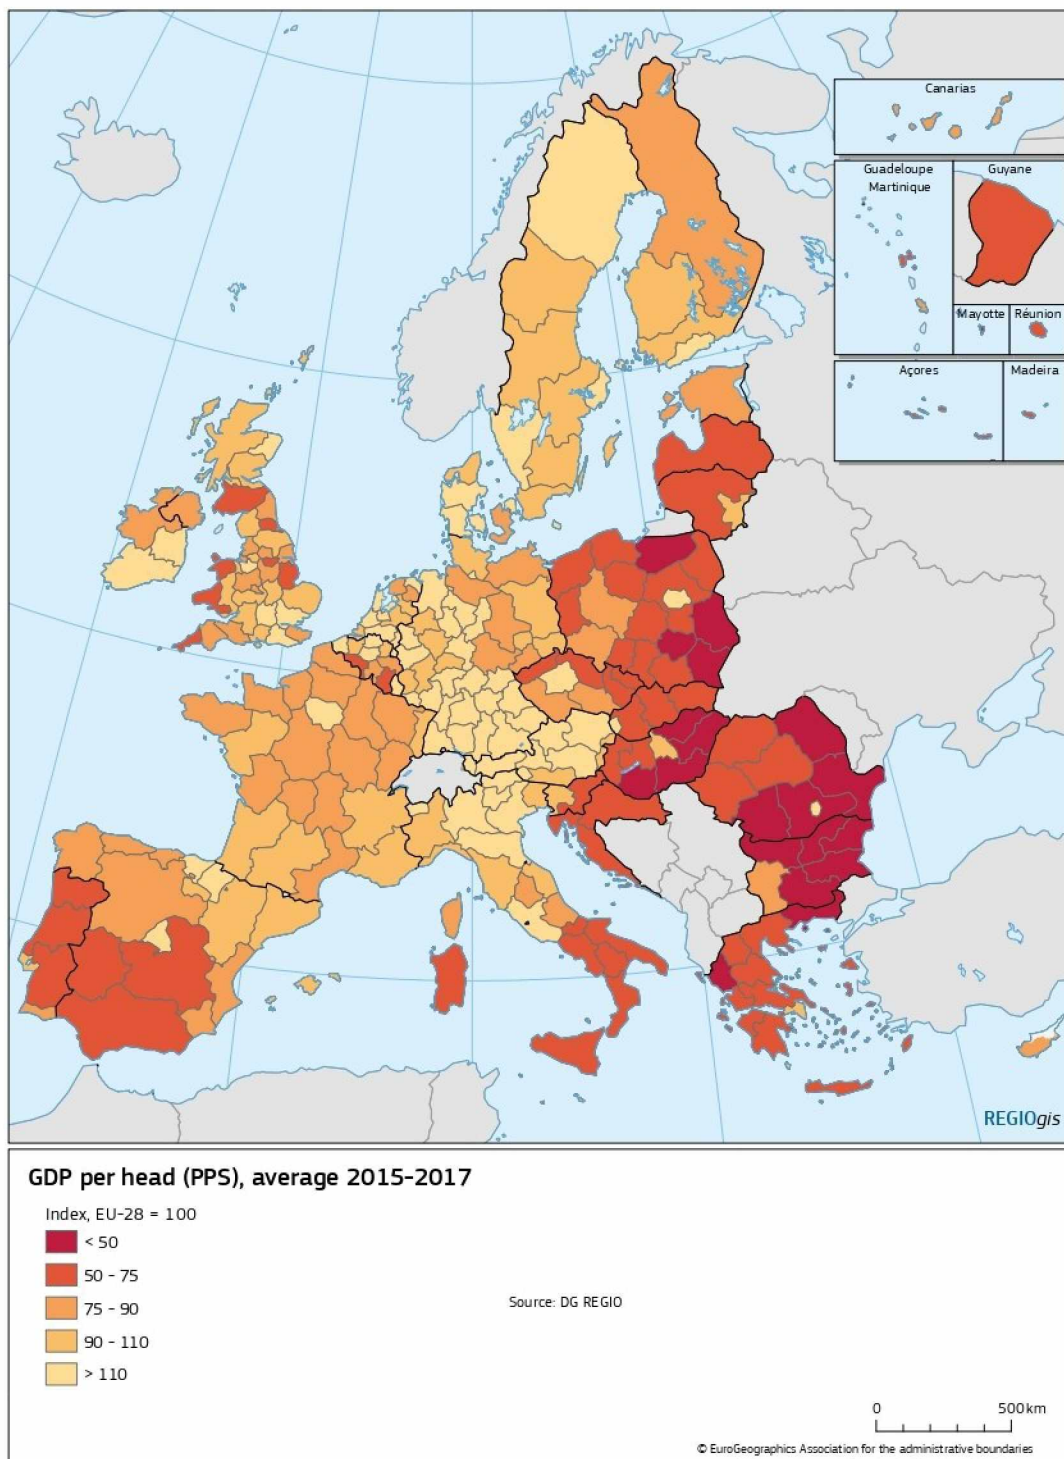 Canarias
Guadeloupe
Martinique
Guyane
Mayotte
Réunion
Açores
Madeira
REGIOgis
GDP per head (PPS), average 2015-2017
Index, EU-28 = 100
< 50
50 - 75
75 - 90
90 - 110
> 110
Source: DG REGIO
0 500km
© EuroGeographics Association for the administrative boundaries